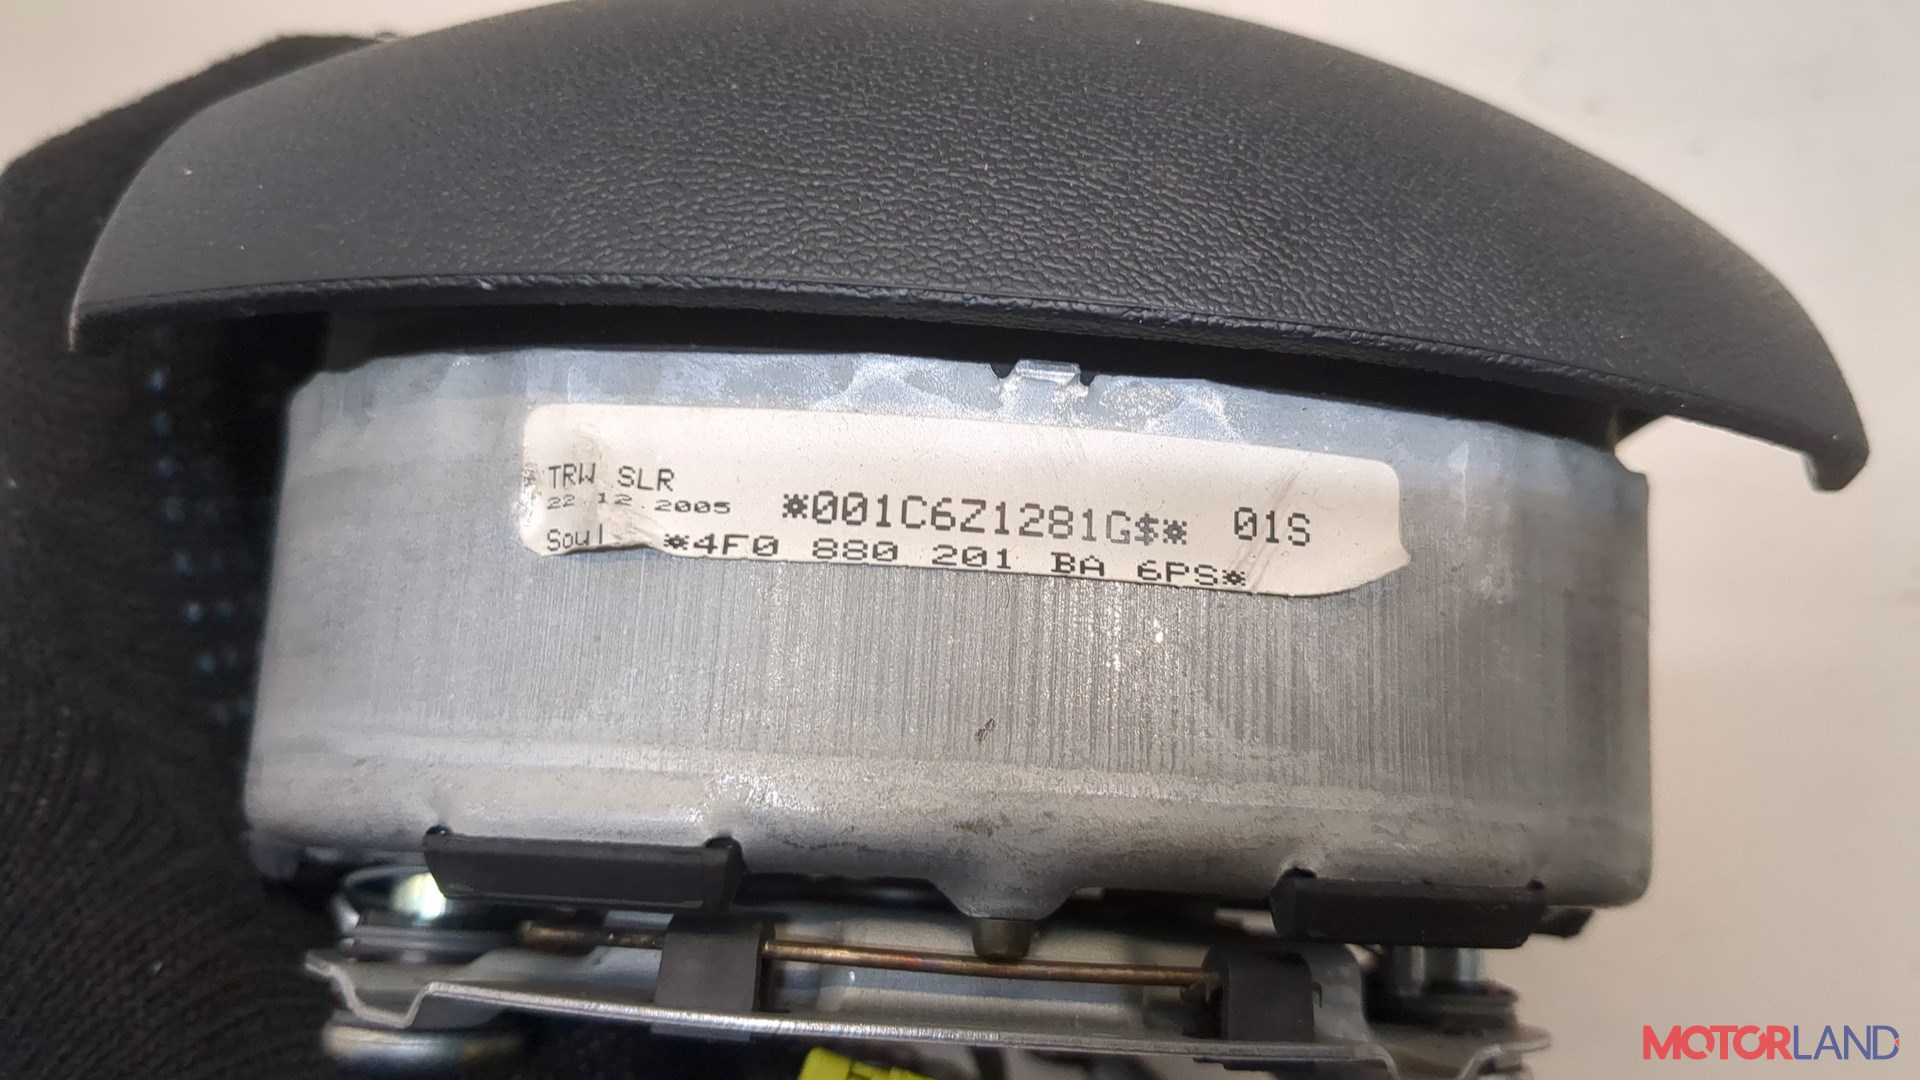 TRW SLR
22.12.2005
*001C6Z1281G$* 01S
Soul
*4F0 880 201 BA 6PS*
MOTORLAND